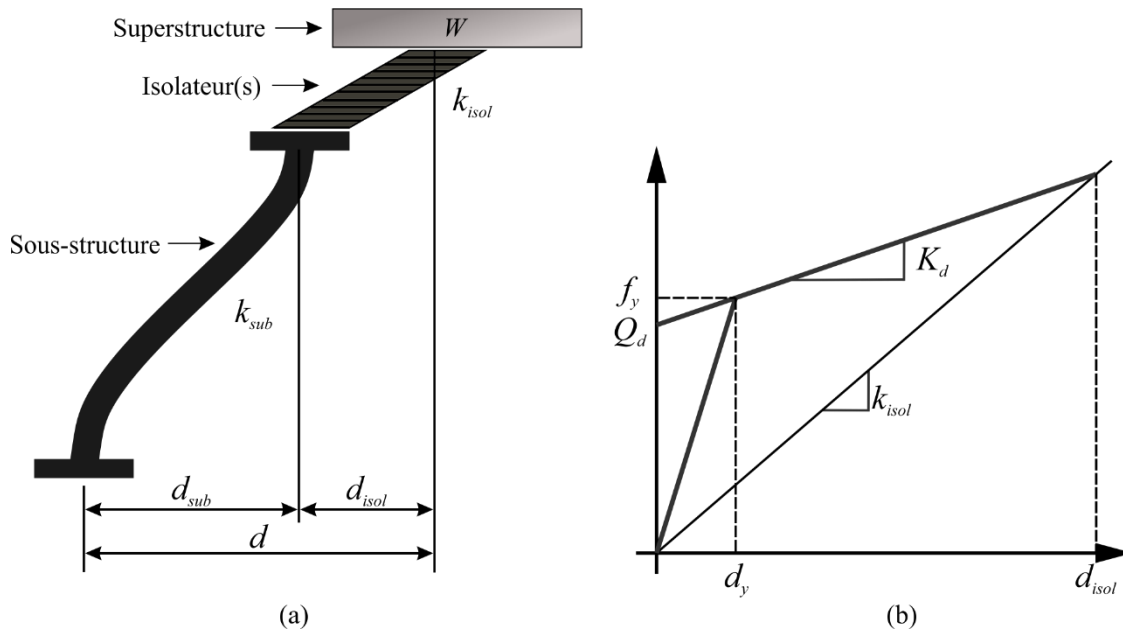 Superstructure
W
Isolateur(s)
k_isol
Sous-structure
k_sub
d_sub
d_isol
d
(a)
f_y
Q_d
K_d
k_isol
d_y
d_isol
(b)